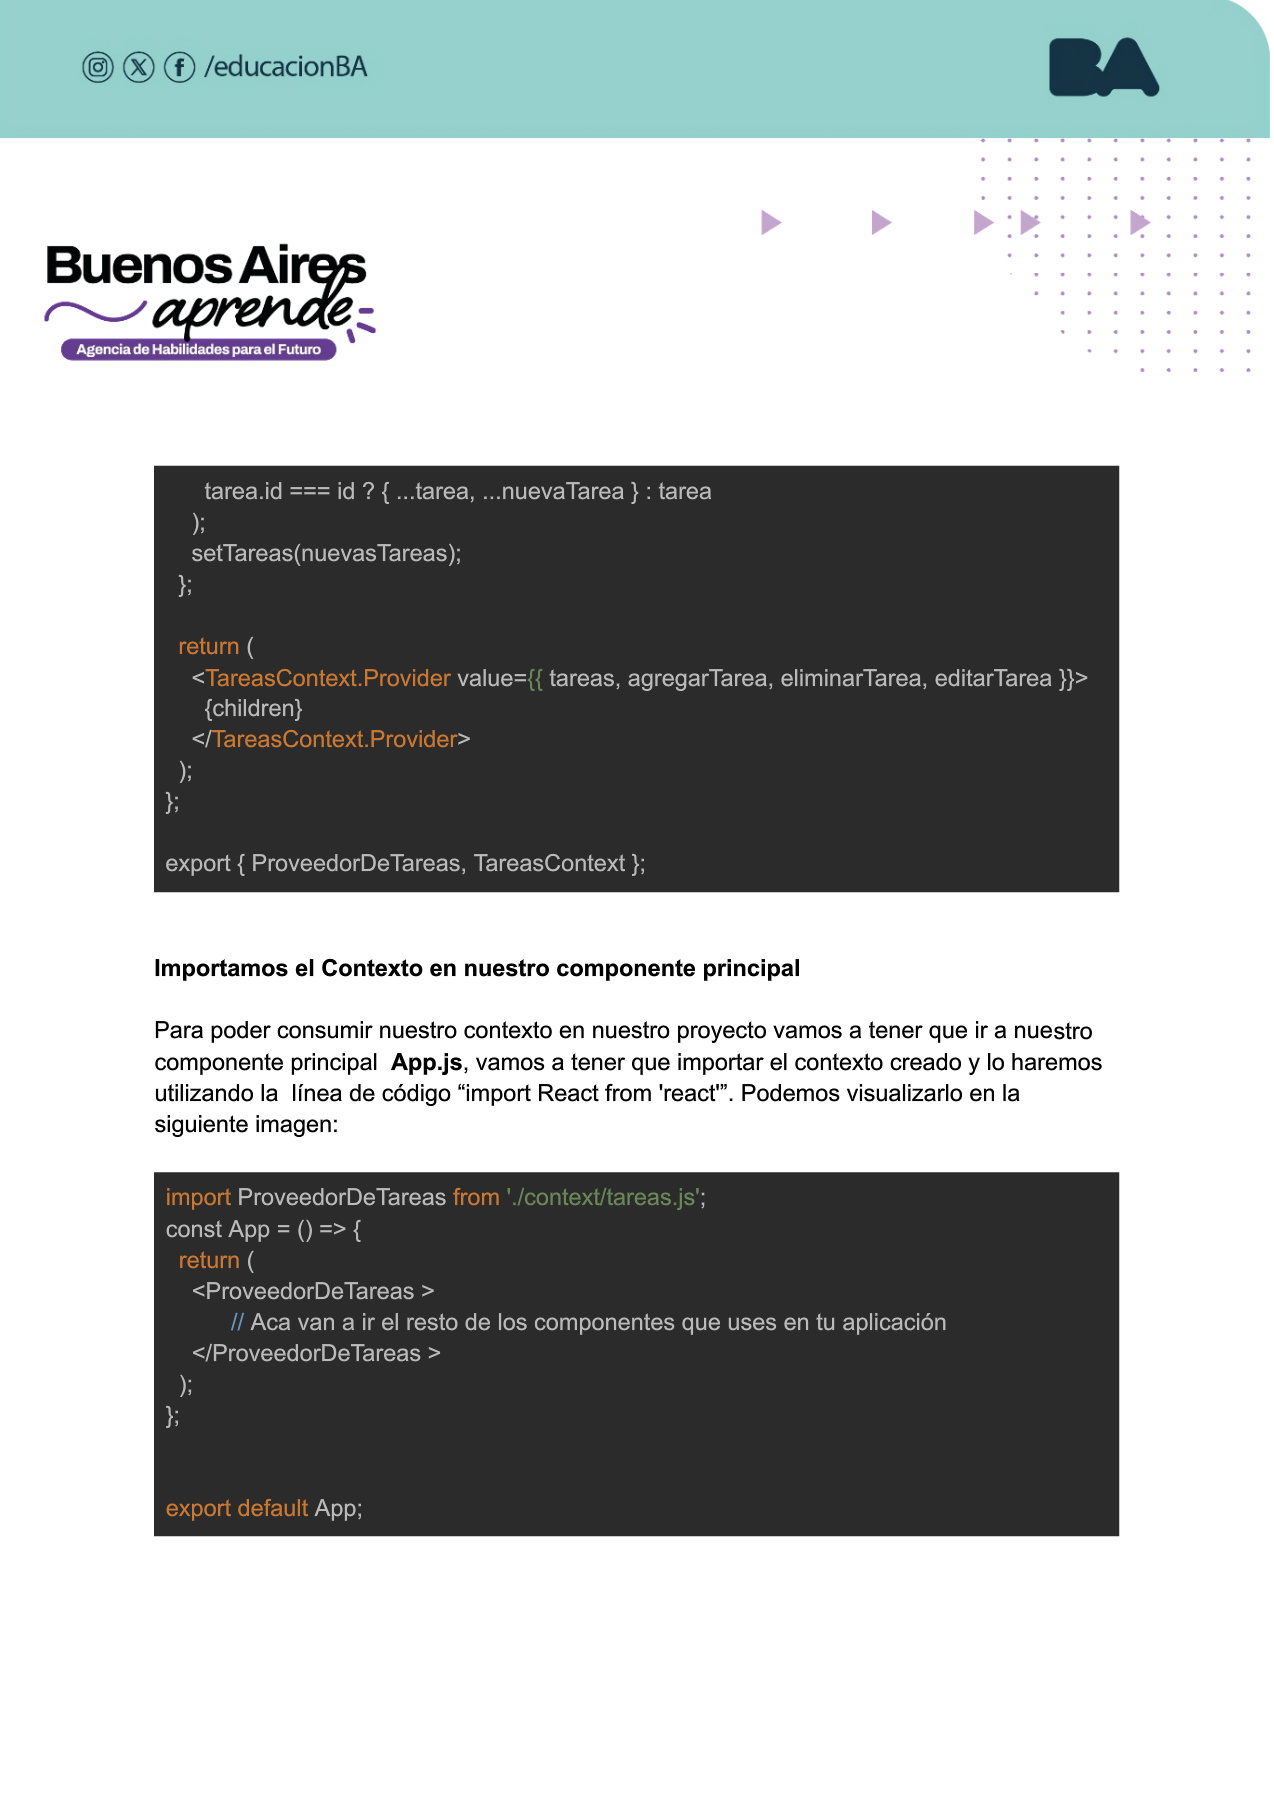 /educacionBA
BA
Buenos Aires
aprende
Agencia de Habilidades para el Futuro
tarea.id === id ? { ...tarea, ...nuevaTarea } : tarea
);
setTareas(nuevasTareas);
};
return (
<TareasContext.Provider value={{ tareas, agregarTarea, eliminarTarea, editarTarea }}>
{children}
</TareasContext.Provider>
);
};
export { ProveedorDeTareas, TareasContext };
Importamos el Contexto en nuestro componente principal
Para poder consumir nuestro contexto en nuestro proyecto vamos a tener que ir a nuestro
componente principal  App.js, vamos a tener que importar el contexto creado y lo haremos
utilizando la  línea de código “import React from 'react'”. Podemos visualizarlo en la
siguiente imagen:
import ProveedorDeTareas from './context/tareas.js';
const App = () => {
return (
<ProveedorDeTareas >
// Aca van a ir el resto de los componentes que uses en tu aplicación
</ProveedorDeTareas >
);
};
export default App;